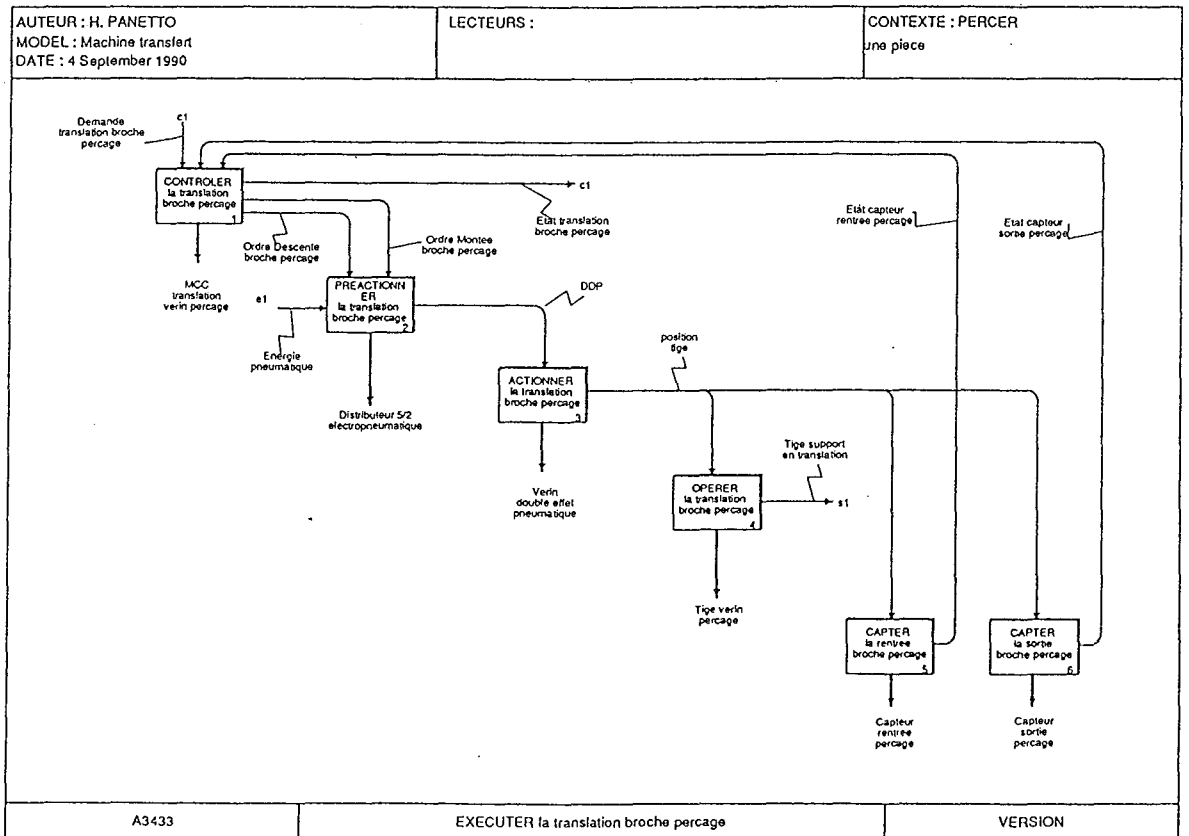 AUTEUR : H. PANETTO
MODEL : Machine transfert
DATE : 4 September 1990
LECTEURS :
CONTEXTE : PERCER
une piece
Demande
translation broche
percage
c1
CONTROLER
la translation
broche percage
1
c1
Etat translation
broche percage
Etat capteur
rentree percage
Etat capteur
sortie percage
Ordre Descente
broche percage
Ordre Montee
broche percage
MCC
translation
verin percage
e1
PREACTIONN
ER
la translation
broche percage
2
DDP
Energie
pneumatique
position
tige
ACTIONNER
la translation
broche percage
3
Distributeur 5/2
electropneumatique
Tige support
en translation
Verin
double effet
pneumatique
OPERER
la translation
broche percage
4
s1
Tige verin
percage
CAPTER
la rentree
broche percage
5
CAPTER
la sortie
broche percage
6
Capteur
rentree
percage
Capteur
sortie
percage
A3433
EXECUTER la translation broche percage
VERSION